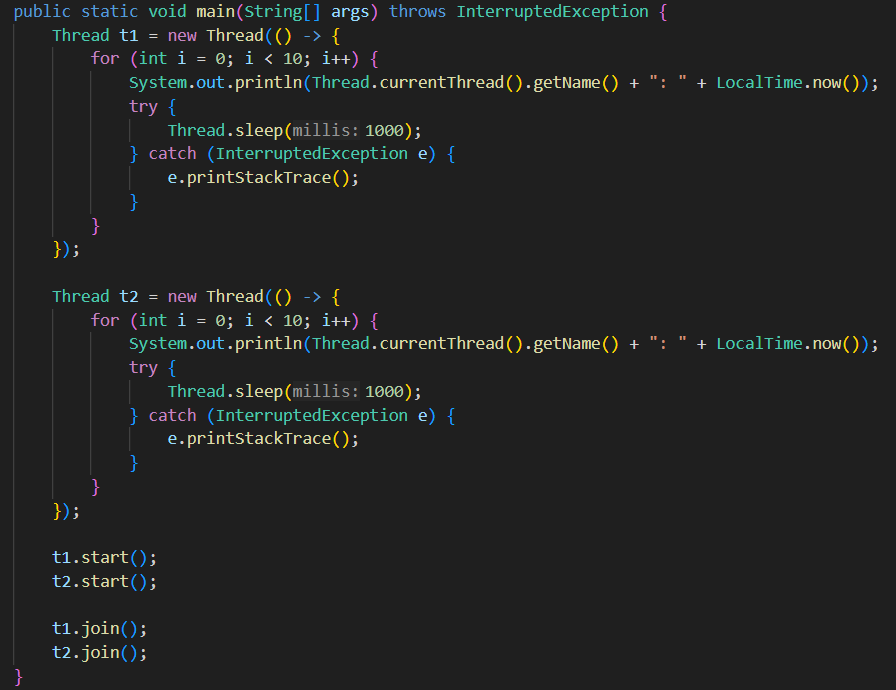 public static void main(String[] args) throws InterruptedException {
    Thread t1 = new Thread(() -> {
        for (int i = 0; i < 10; i++) {
            System.out.println(Thread.currentThread().getName() + ": " + LocalTime.now());
            try {
                Thread.sleep(millis: 1000);
            } catch (InterruptedException e) {
                e.printStackTrace();
            }
        }
    });

    Thread t2 = new Thread(() -> {
        for (int i = 0; i < 10; i++) {
            System.out.println(Thread.currentThread().getName() + ": " + LocalTime.now());
            try {
                Thread.sleep(millis: 1000);
            } catch (InterruptedException e) {
                e.printStackTrace();
            }
        }
    });

    t1.start();
    t2.start();

    t1.join();
    t2.join();
}